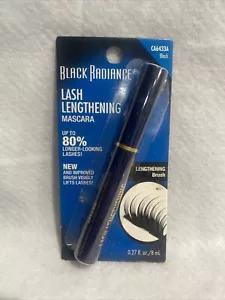 CA6433A
Black
BLACK RADIANCE
LASH
LENGTHENING
MASCARA
UP TO
80%
LONGER-LOOKING
LASHES!
NEW
AND IMPROVED
BRUSH VISIBLY
LIFTS LASHES!
LENGTHENING
Brush
0.27 fl. oz./8 mL